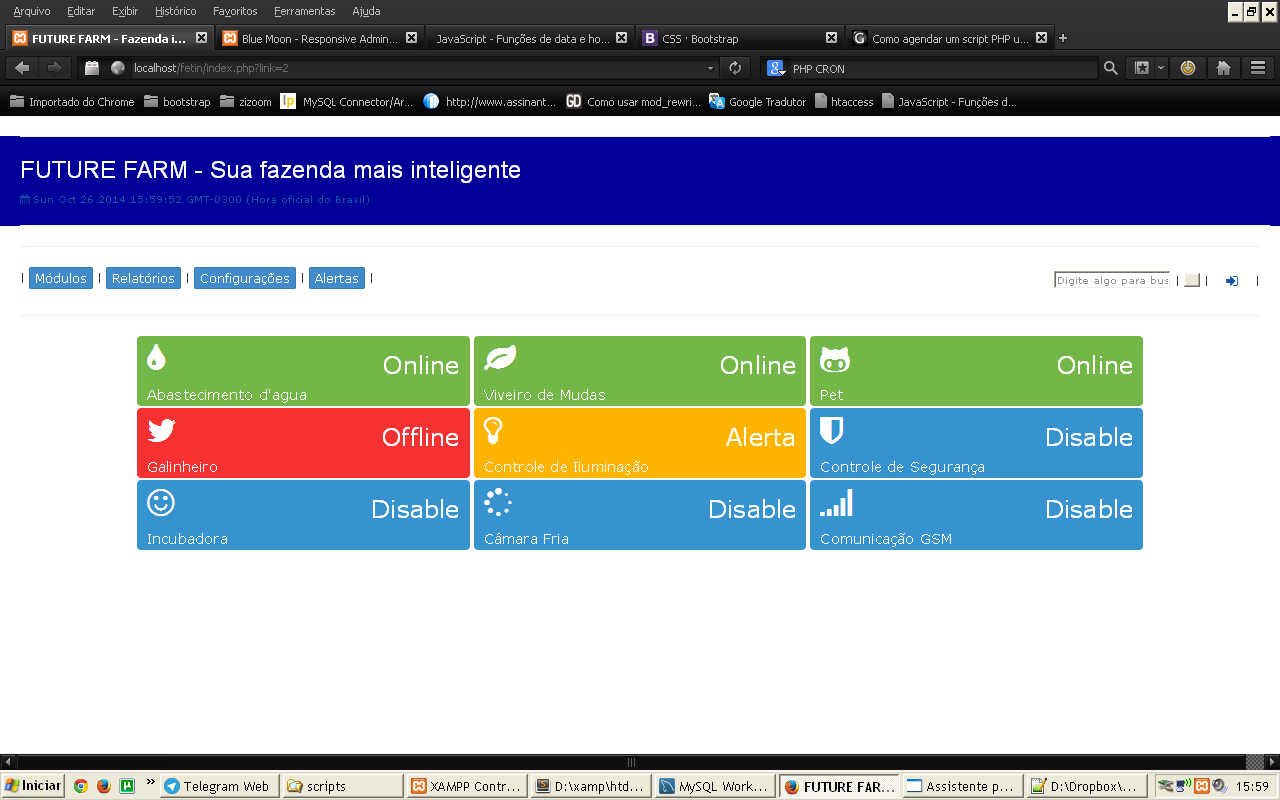 Arquivo Editar Exibir Histórico Favoritos Ferramentas Ajuda
FUTURE FARM - Fazenda i... Blue Moon - Responsive Admin... JavaScript - Funções de data e ho... CSS · Bootstrap Como agendar um script PHP u...
localhost/fetin/index.php?link=2 PHP CRON
Importado do Chrome bootstrap zizoom MySQL Connector/Ar... http://www.assinant... Como usar mod_rewri... Google Tradutor htaccess JavaScript - Funções d...
FUTURE FARM - Sua fazenda mais inteligente
Sun Oct 26 2014 15:59:52 GMT-0300 (Hora oficial do Brasil)
| Módulos | Relatórios | Configurações | Alertas | Digite algo para bus | | |
Online Online Online
Abastecimento d'agua Viveiro de Mudas Pet
Offline Alerta Disable
Galinheiro Controle de Iluminação Controle de Segurança
Disable Disable Disable
Incubadora Câmara Fria Comunicação GSM
Iniciar » Telegram Web scripts XAMPP Contr... D:\xamp\htd... MySQL Work... FUTURE FAR... Assistente p... D:\Dropbox\... 15:59